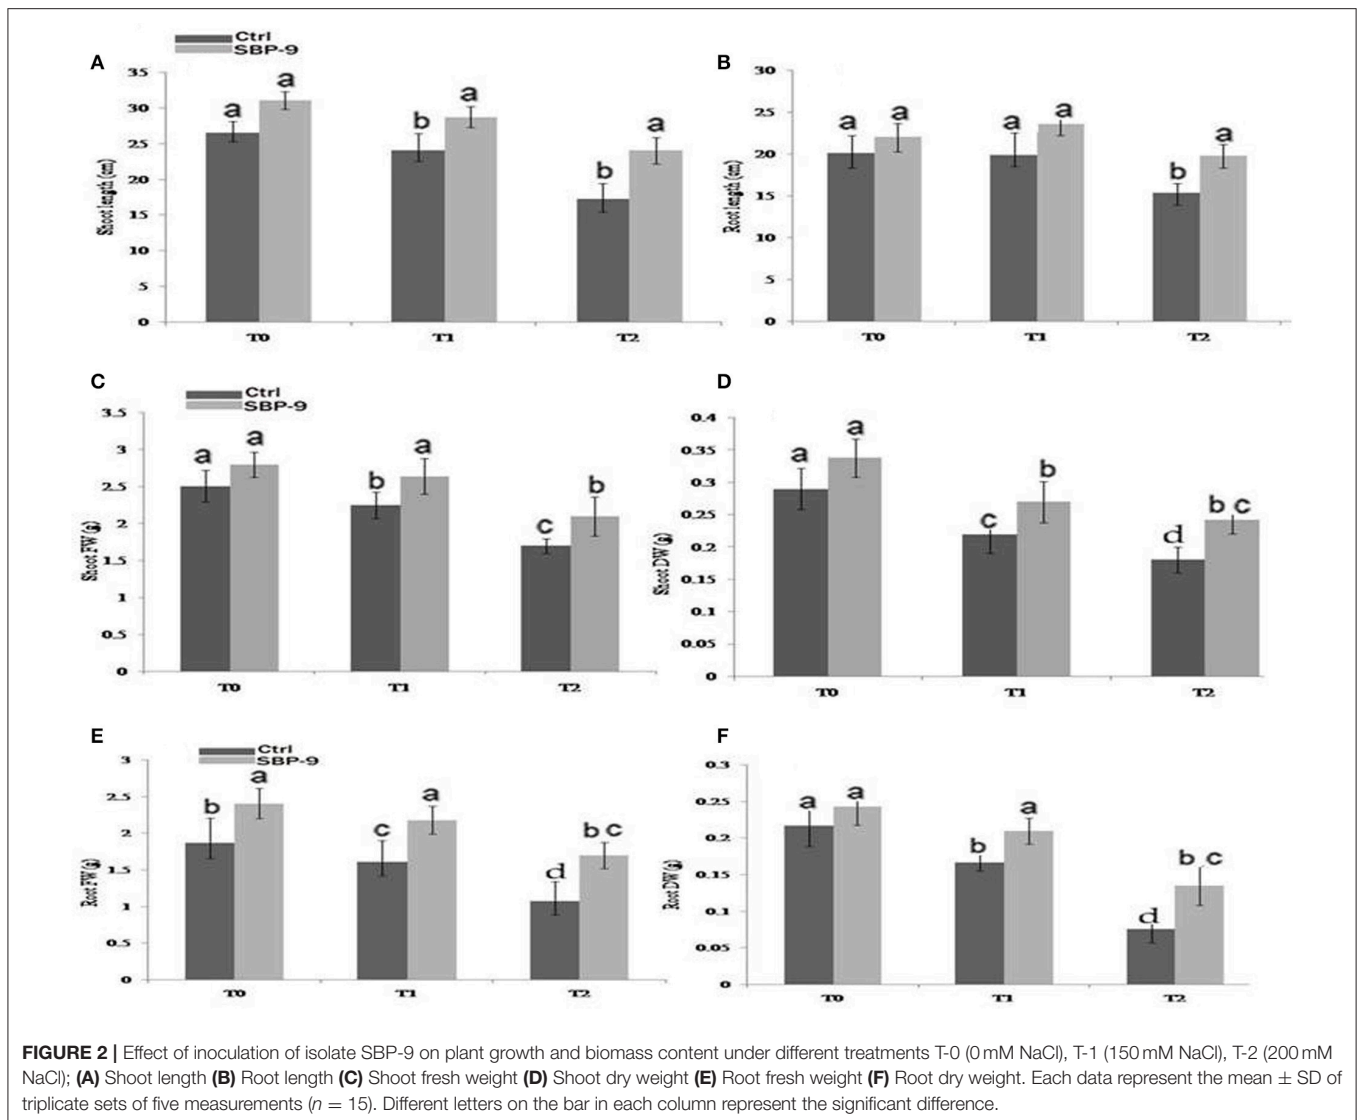 Ctrl
SBP-9
A
35
30
25
20
15
10
5
0
Shoot length (cm)
a
a
b
a
b
a
T0
T1
T2
B
30
25
20
15
10
5
0
Root length (cm)
a
a
a
a
b
a
T0
T1
T2
C
Ctrl
SBP-9
3.5
3
2.5
2
1.5
1
0.5
0
Shoot FW (g)
a
a
b
a
c
b
T0
T1
T2
D
0.4
0.35
0.3
0.25
0.2
0.15
0.1
0.05
0
Shoot DW (g)
a
a
c
b
d
b c
T0
T1
T2
E
Ctrl
SBP-9
3
2.5
2
1.5
1
0.5
0
Root FW (g)
b
a
c
a
d
b c
T0
T1
T2
F
0.3
0.25
0.2
0.15
0.1
0.05
0
Root DW (g)
a
a
b
a
d
b c
T0
T1
T2
FIGURE 2 | Effect of inoculation of isolate SBP-9 on plant growth and biomass content under different treatments T-0 (0 mM NaCl), T-1 (150 mM NaCl), T-2 (200 mM
NaCl); (A) Shoot length (B) Root length (C) Shoot fresh weight (D) Shoot dry weight (E) Root fresh weight (F) Root dry weight. Each data represent the mean ± SD of
triplicate sets of five measurements (n = 15). Different letters on the bar in each column represent the significant difference.